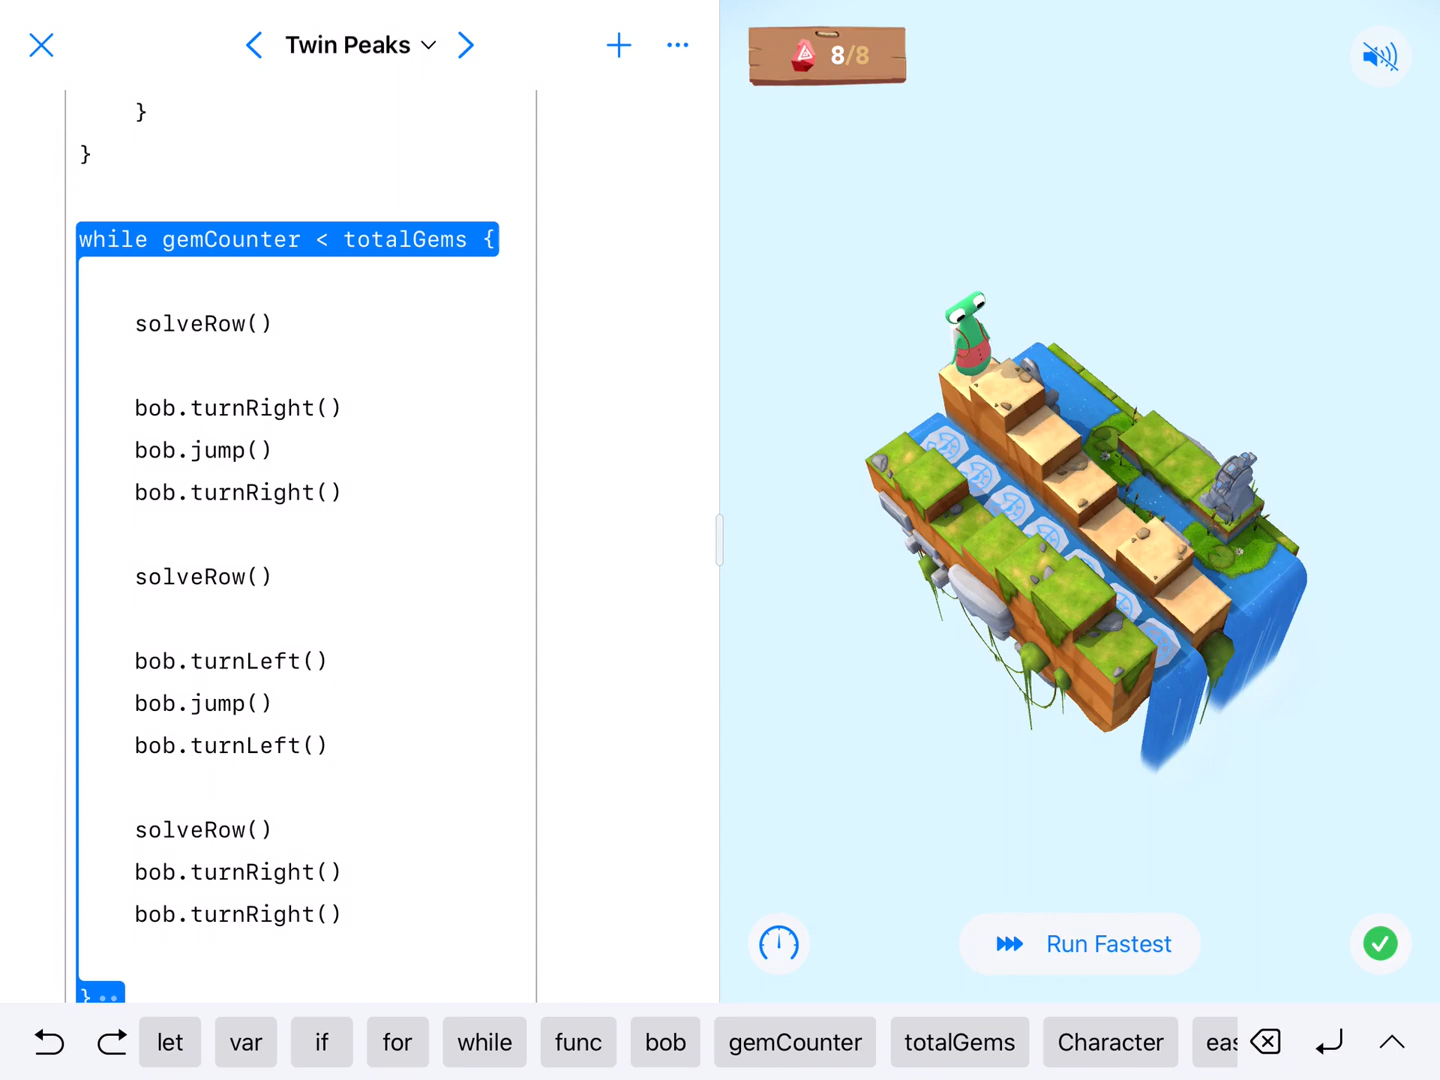 Twin Peaks
}
}
while gemCounter < totalGems {
solveRow()
bob.turnRight()
bob.jump()
bob.turnRight()
solveRow()
bob.turnLeft()
bob.jump()
bob.turnLeft()
solveRow()
bob.turnRight()
bob.turnRight()
}
8/8
Run Fastest
let var if for while func bob gemCounter totalGems Character